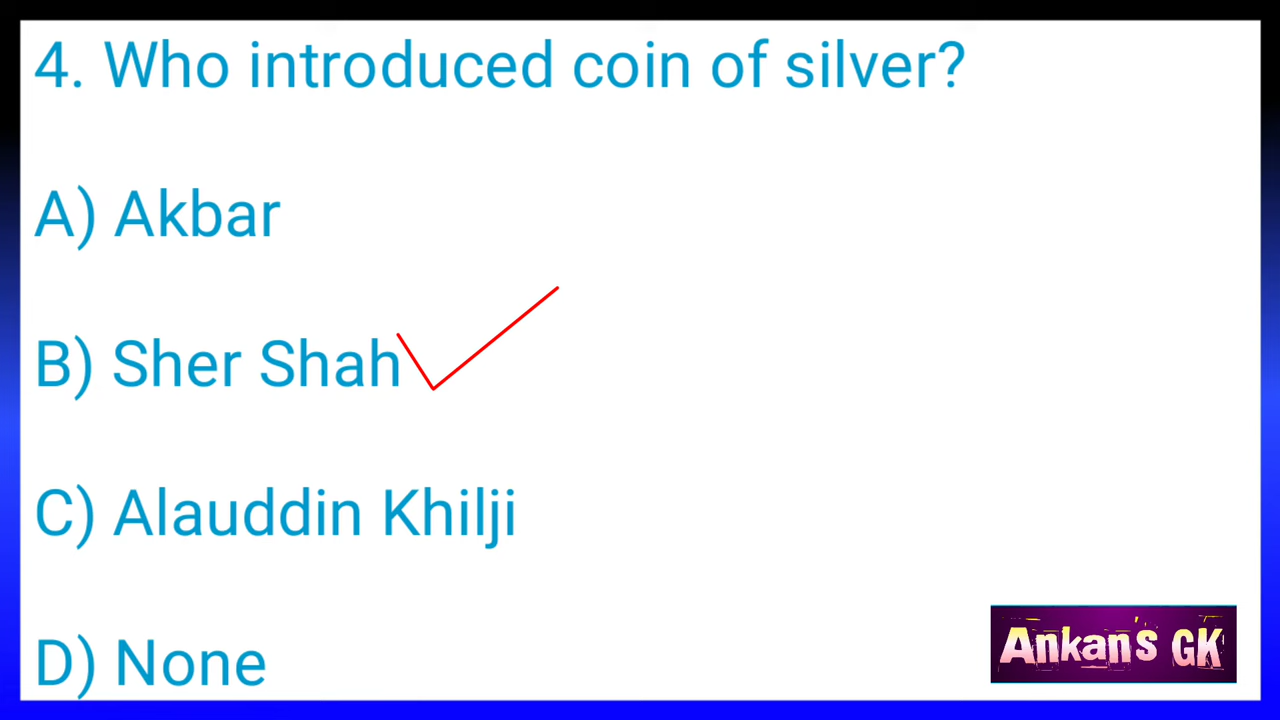 4. Who introduced coin of silver?
A) Akbar
B) Sher Shah
C) Alauddin Khilji
D) None
Ankan's GK